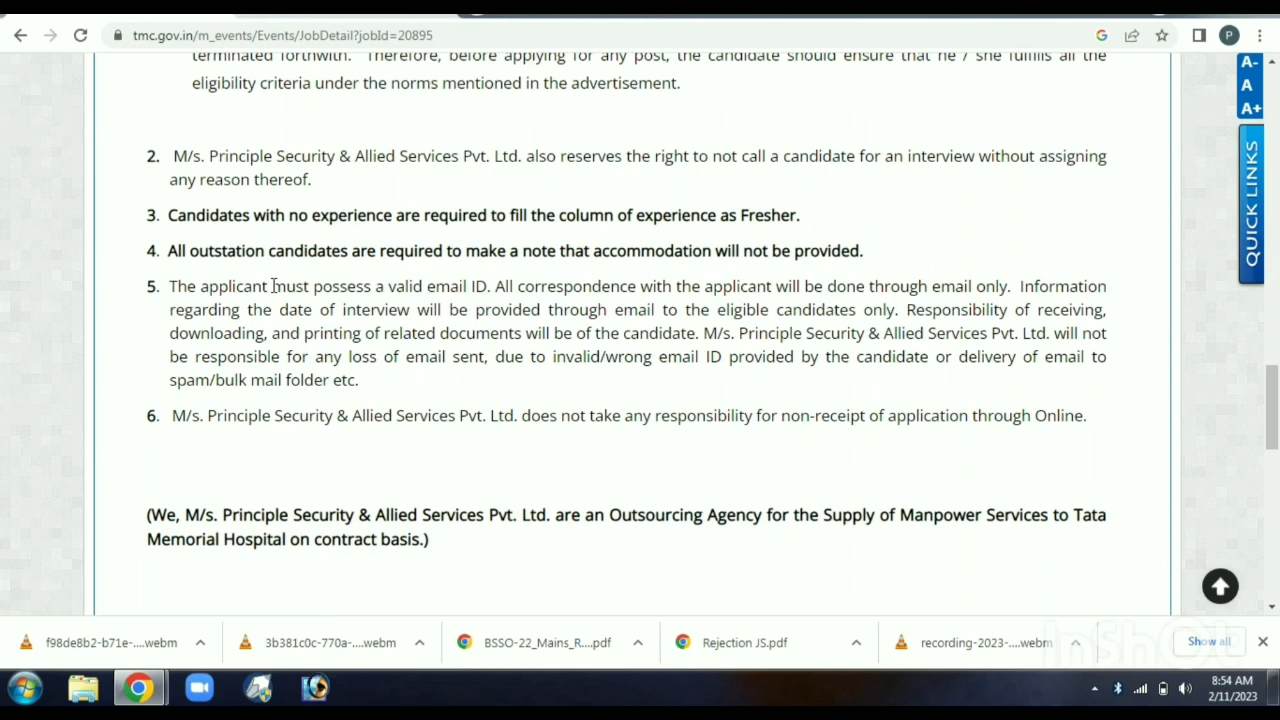 tmc.gov.in/m_events/Events/JobDetail?jobId=20895
P
terminated forthwith. Therefore, before applying for any post, the candidate should ensure that he / she fulfils all the
eligibility criteria under the norms mentioned in the advertisement.
A-
A
A+
QUICK LINKS
2. M/s. Principle Security & Allied Services Pvt. Ltd. also reserves the right to not call a candidate for an interview without assigning
any reason thereof.
3. Candidates with no experience are required to fill the column of experience as Fresher.
4. All outstation candidates are required to make a note that accommodation will not be provided.
5. The applicant must possess a valid email ID. All correspondence with the applicant will be done through email only. Information
regarding the date of interview will be provided through email to the eligible candidates only. Responsibility of receiving,
downloading, and printing of related documents will be of the candidate. M/s. Principle Security & Allied Services Pvt. Ltd. will not
be responsible for any loss of email sent, due to invalid/wrong email ID provided by the candidate or delivery of email to
spam/bulk mail folder etc.
6. M/s. Principle Security & Allied Services Pvt. Ltd. does not take any responsibility for non-receipt of application through Online.
(We, M/s. Principle Security & Allied Services Pvt. Ltd. are an Outsourcing Agency for the Supply of Manpower Services to Tata
Memorial Hospital on contract basis.)
f98de8b2-b71e-....webm
3b381c0c-770a-....webm
BSSO-22_Mains_R....pdf
Rejection JS.pdf
recording-2023-....webm
Show all
InShOt
8:54 AM
2/11/2023